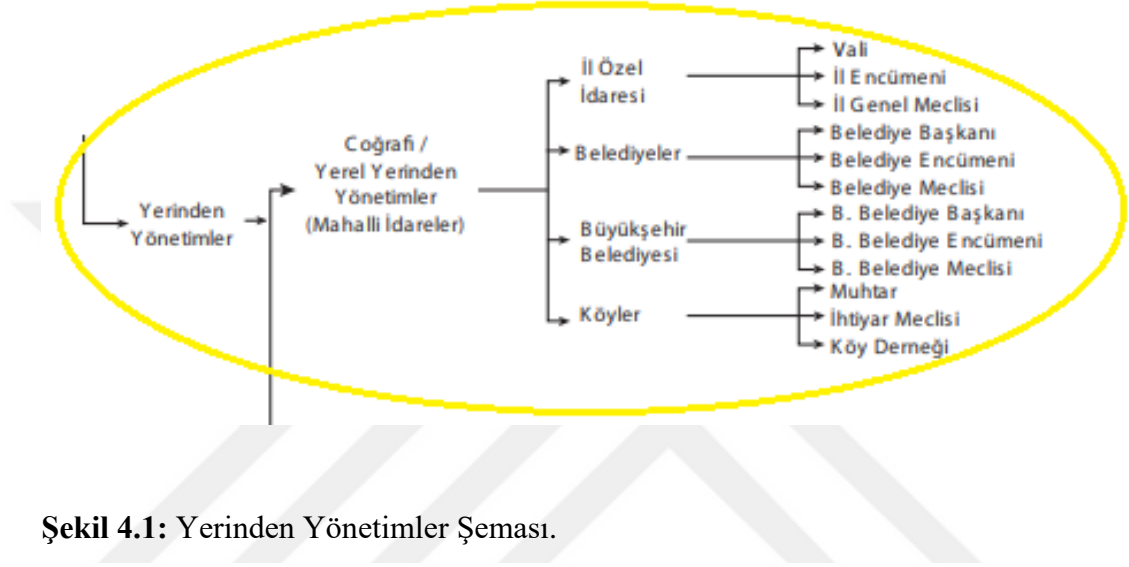 Yerinden
Yönetimler
Coğrafi /
Yerel Yerinden
Yönetimler
(Mahalli İdareler)
İl Özel
İdaresi
Vali
İl Encümeni
İl Genel Meclisi
Belediyeler
Belediye Başkanı
Belediye Encümeni
Belediye Meclisi
Büyükşehir
Belediyesi
B. Belediye Başkanı
B. Belediye Encümeni
B. Belediye Meclisi
Köyler
Muhtar
İhtiyar Meclisi
Köy Derneği
Şekil 4.1: Yerinden Yönetimler Şeması.